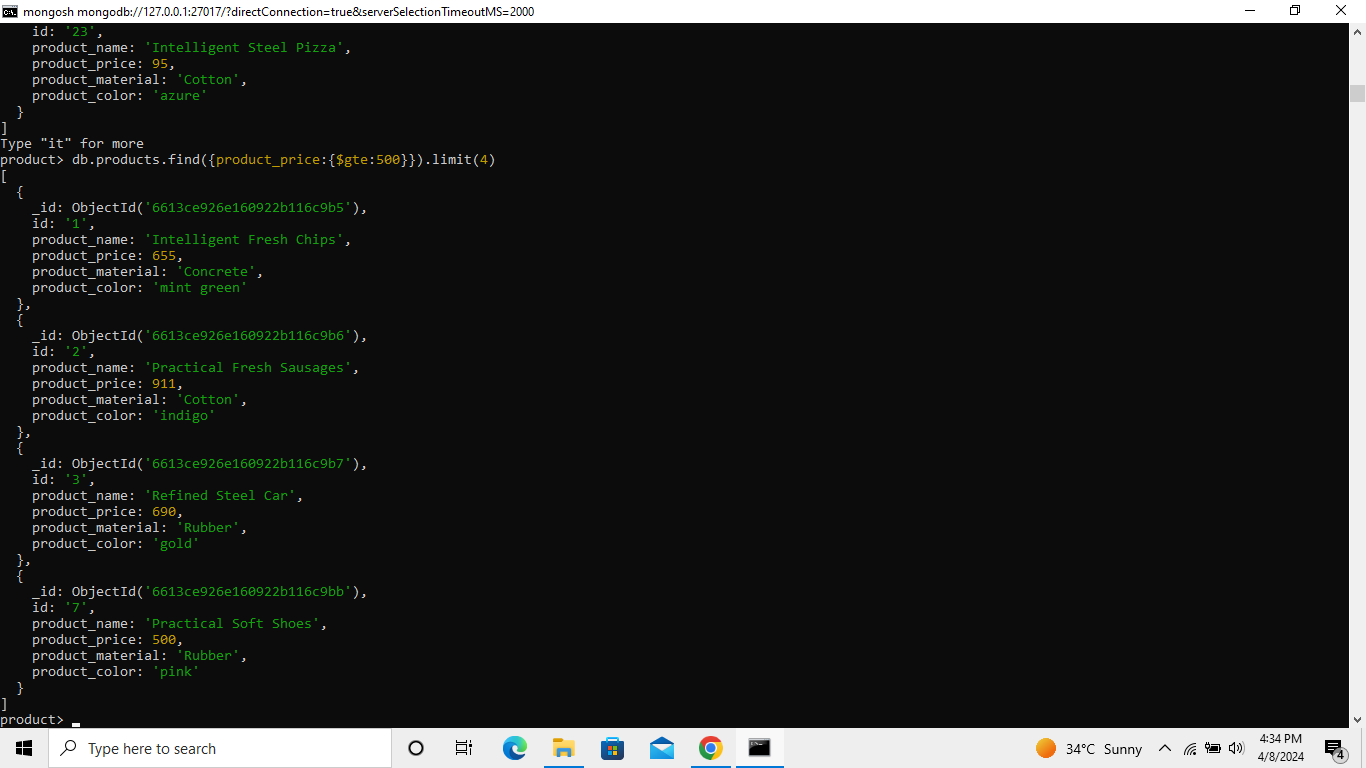 mongosh mongodb://127.0.0.1:27017/?directConnection=true&serverSelectionTimeoutMS=2000
    id: '23',
    product_name: 'Intelligent Steel Pizza',
    product_price: 95,
    product_material: 'Cotton',
    product_color: 'azure'
  }
]
Type "it" for more
product> db.products.find({product_price:{$gte:500}}).limit(4)
[
  {
    _id: ObjectId('6613ce926e160922b116c9b5'),
    id: '1',
    product_name: 'Intelligent Fresh Chips',
    product_price: 655,
    product_material: 'Concrete',
    product_color: 'mint green'
  },
  {
    _id: ObjectId('6613ce926e160922b116c9b6'),
    id: '2',
    product_name: 'Practical Fresh Sausages',
    product_price: 911,
    product_material: 'Cotton',
    product_color: 'indigo'
  },
  {
    _id: ObjectId('6613ce926e160922b116c9b7'),
    id: '3',
    product_name: 'Refined Steel Car',
    product_price: 690,
    product_material: 'Rubber',
    product_color: 'gold'
  },
  {
    _id: ObjectId('6613ce926e160922b116c9bb'),
    id: '7',
    product_name: 'Practical Soft Shoes',
    product_price: 500,
    product_material: 'Rubber',
    product_color: 'pink'
  }
]
product>
Type here to search
34°C Sunny
4:34 PM
4/8/2024
4